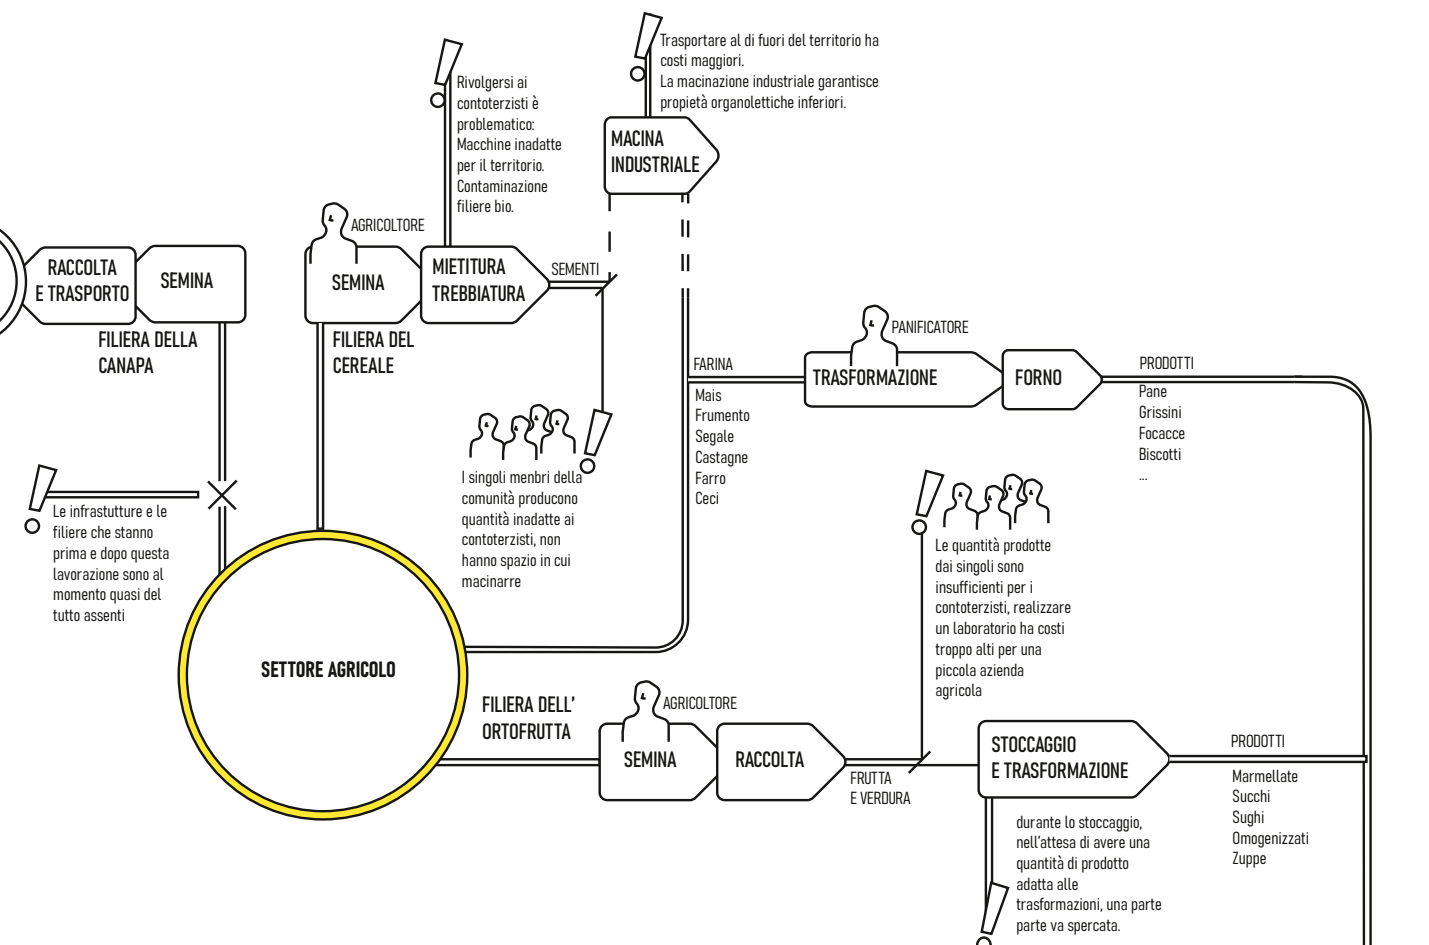 Trasportare al di fuori del territorio ha
costi maggiori.
La macinazione industriale garantisce
propietà organolettiche inferiori.
Rivolgersi ai
contoterzisti è
problematico:
Macchine inadatte
per il territorio.
Contaminazione
filiere bio.
MACINA
INDUSTRIALE
AGRICOLTORE
RACCOLTA
E TRASPORTO
SEMINA
SEMINA
MIETITURA
TREBBIATURA
SEMENTI
FILIERA DELLA
CANAPA
FILIERA DEL
CEREALE
PANIFICATORE
FARINA
Mais
Frumento
Segale
Castagne
Farro
Ceci
TRASFORMAZIONE
FORNO
PRODOTTI
Pane
Grissini
Focacce
Biscotti
...
I singoli menbri della
comunità producono
quantità inadatte ai
contoterzisti, non
hanno spazio in cui
macinarre
Le infrastutture e le
filiere che stanno
prima e dopo questa
lavorazione sono al
momento quasi del
tutto assenti
Le quantità prodotte
dai singoli sono
insufficienti per i
contoterzisti, realizzare
un laboratorio ha costi
troppo alti per una
piccola azienda
agricola
SETTORE AGRICOLO
FILIERA DELL'
ORTOFRUTTA
AGRICOLTORE
SEMINA
RACCOLTA
FRUTTA
E VERDURA
STOCCAGGIO
E TRASFORMAZIONE
PRODOTTI
Marmellate
Succhi
Sughi
Omogenizzati
Zuppe
durante lo stoccaggio,
nell'attesa di avere una
quantità di prodotto
adatta alle
trasformazioni, una parte
parte va spercata.